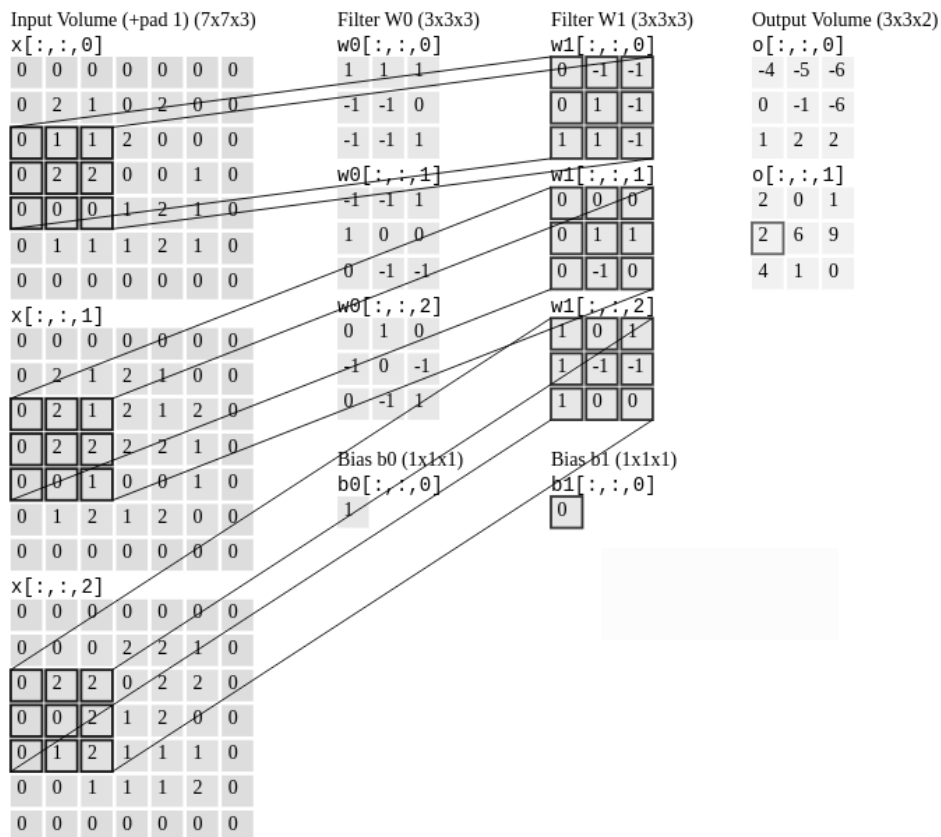 Input Volume (+pad 1) (7x7x3)
x[:,:,0]
0 0 0 0 0 0 0
0 2 1 0 2 0 0
0 1 1 2 0 0 0
0 2 2 0 0 1 0
0 0 0 1 2 1 0
0 1 1 1 2 1 0
0 0 0 0 0 0 0
x[:,:,1]
0 0 0 0 0 0 0
0 2 1 2 1 0 0
0 2 1 2 1 2 0
0 2 2 2 2 1 0
0 0 1 0 0 1 0
0 1 2 1 2 0 0
0 0 0 0 0 0 0
x[:,:,2]
0 0 0 0 0 0 0
0 0 0 2 2 1 0
0 2 2 0 2 2 0
0 0 2 1 2 0 0
0 1 2 1 1 1 0
0 0 1 1 1 2 0
0 0 0 0 0 0 0
Filter W0 (3x3x3)
w0[:,:,0]
1 1 1
-1 -1 0
-1 -1 1
w0[:,:,1]
-1 -1 1
1 0 0
0 -1 -1
w0[:,:,2]
0 1 0
-1 0 -1
0 -1 1
Bias b0 (1x1x1)
b0[:,:,0]
1
Filter W1 (3x3x3)
w1[:,:,0]
0 -1 -1
0 1 -1
1 1 -1
w1[:,:,1]
0 0 0
0 1 1
0 -1 0
w1[:,:,2]
1 0 1
1 -1 -1
1 0 0
Bias b1 (1x1x1)
b1[:,:,0]
0
Output Volume (3x3x2)
o[:,:,0]
-4 -5 -6
0 -1 -6
1 2 2
o[:,:,1]
2 0 1
2 6 9
4 1 0